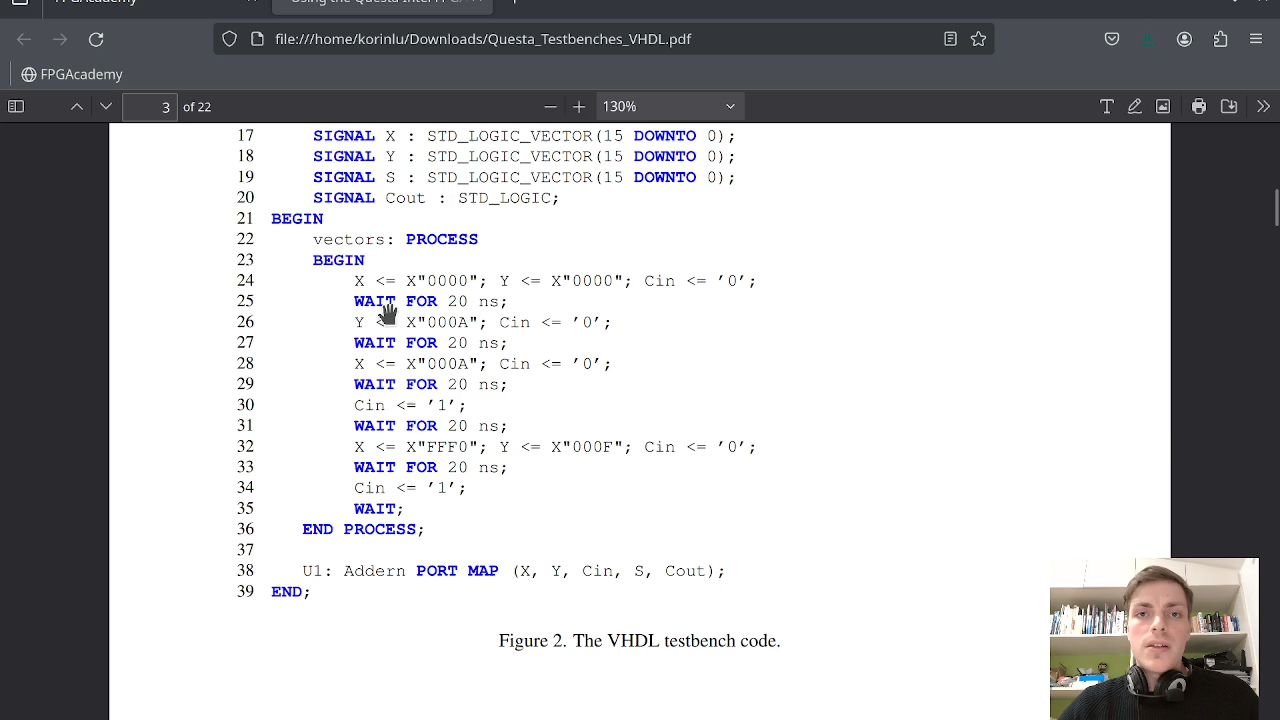 FPGAcademy
Using the Questa Intel FPGA
file:///home/korinlu/Downloads/Questa_Testbenches_VHDL.pdf
FPGAcademy
3 of 22
130%
17 SIGNAL X : STD_LOGIC_VECTOR(15 DOWNTO 0);
18 SIGNAL Y : STD_LOGIC_VECTOR(15 DOWNTO 0);
19 SIGNAL S : STD_LOGIC_VECTOR(15 DOWNTO 0);
20 SIGNAL Cout : STD_LOGIC;
21 BEGIN
22 vectors: PROCESS
23 BEGIN
24 X <= X"0000"; Y <= X"0000"; Cin <= '0';
25 WAIT FOR 20 ns;
26 Y <= X"000A"; Cin <= '0';
27 WAIT FOR 20 ns;
28 X <= X"000A"; Cin <= '0';
29 WAIT FOR 20 ns;
30 Cin <= '1';
31 WAIT FOR 20 ns;
32 X <= X"FFF0"; Y <= X"000F"; Cin <= '0';
33 WAIT FOR 20 ns;
34 Cin <= '1';
35 WAIT;
36 END PROCESS;
37
38 U1: Addern PORT MAP (X, Y, Cin, S, Cout);
39 END;
Figure 2. The VHDL testbench code.